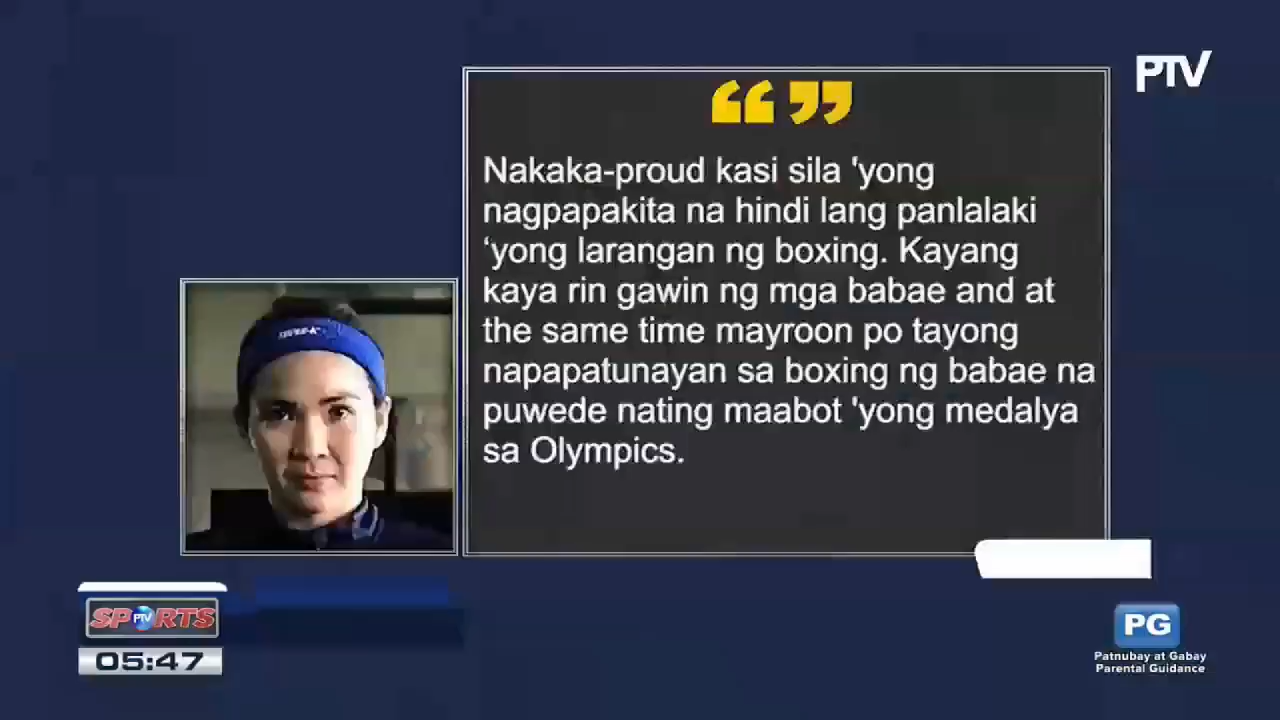 PTV
Nakaka-proud kasi sila 'yong
nagpapakita na hindi lang panlalaki
‘yong larangan ng boxing. Kayang
kaya rin gawin ng mga babae and at
the same time mayroon po tayong
napapatunayan sa boxing ng babae na
puwede nating maabot 'yong medalya
sa Olympics.
PTV SPORTS
05:47
PG
Patnubay at Gabay
Parental Guidance